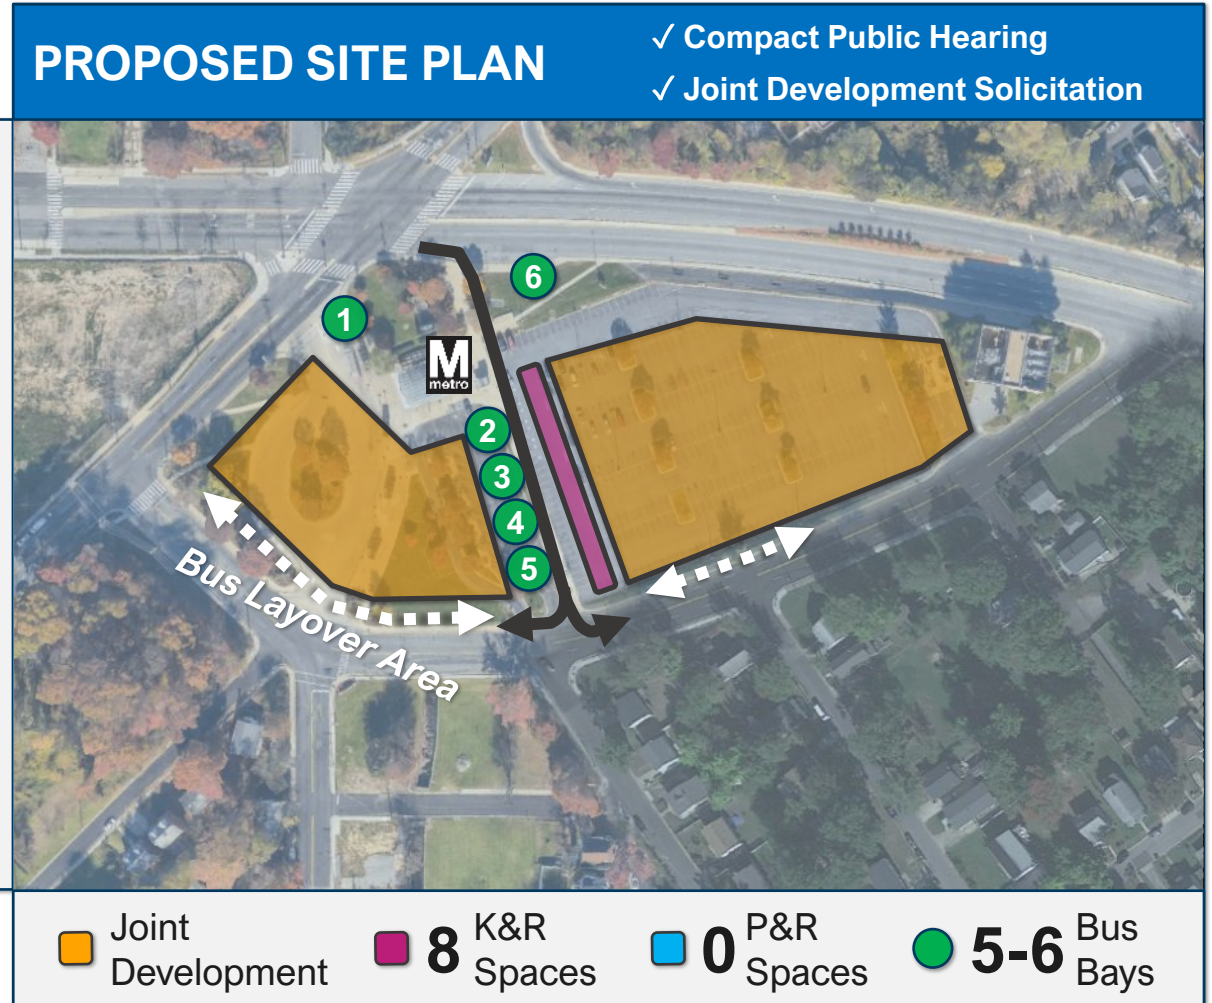 PROPOSED SITE PLAN
✓ Compact Public Hearing
✓ Joint Development Solicitation
6
1
M
metro
2
3
4
5
Bus Layover Area
Joint
Development
8 K&R
Spaces
0 P&R
Spaces
5-6 Bus
Bays